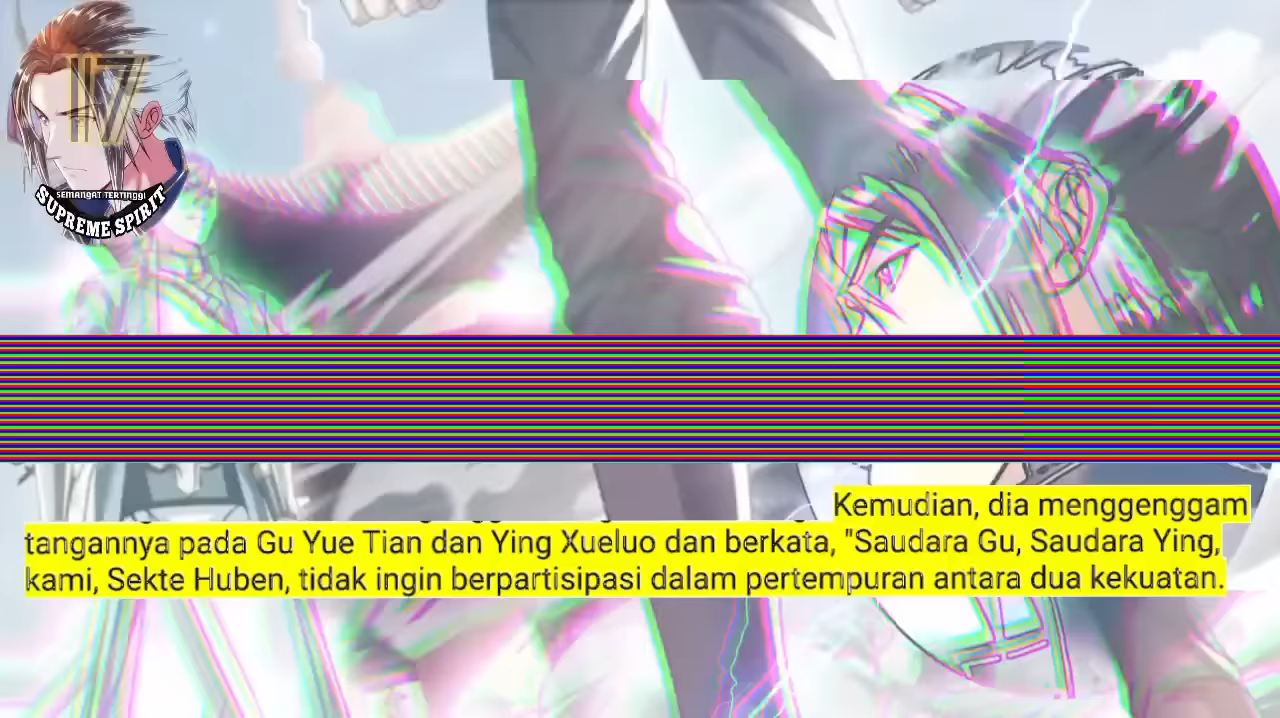 17
SEMANGAT TERTINGGI
SUPREME SPIRIT
Kemudian, dia menggenggam
tangannya pada Gu Yue Tian dan Ying Xueluo dan berkata, "Saudara Gu, Saudara Ying,
kami, Sekte Huben, tidak ingin berpartisipasi dalam pertempuran antara dua kekuatan.